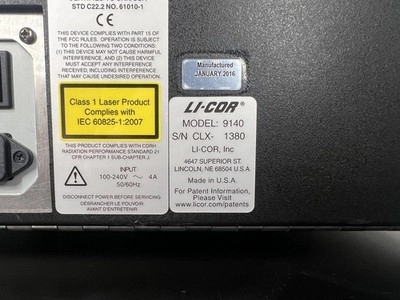 STD C22.2 NO. 61010-1
THIS DEVICE COMPLIES WITH PART 15 OF
THE FCC RULES. OPERATION IS SUBJECT
TO THE FOLLOWING TWO CONDITIONS:
(1) THIS DEVICE MAY NOT CAUSE HARMFUL
INTERFERENCE, AND (2) THIS DEVICE
MUST ACCEPT ANY INTERFERENCE
RECEIVED, INCLUDING INTERFERENCE
THAT MAY CAUSE UNDESIRED OPERATION.
Class 1 Laser Product
Complies with
IEC 60825-1:2007
THIS PRODUCT COMPLIES WITH CDRH
RADIATION PERFORMANCE STANDARD 21
CFR CHAPTER 1 SUB-CHAPTER J.
INPUT
100-240V ~ 4A
50/60Hz
DISCONNECT POWER BEFORE SERVICING
DÉBRANCHER LE POUVOIR
AVANT D'ENTRETENIR
Manufactured
JANUARY 2016
LI-COR®
MODEL: 9140
S/N CLX- 1380
LI-COR, Inc
4647 SUPERIOR ST.
LINCOLN, NE 68504 U.S.A.
Made in U.S.A.
For Patent Information,
Please Visit
www.licor.com/patents